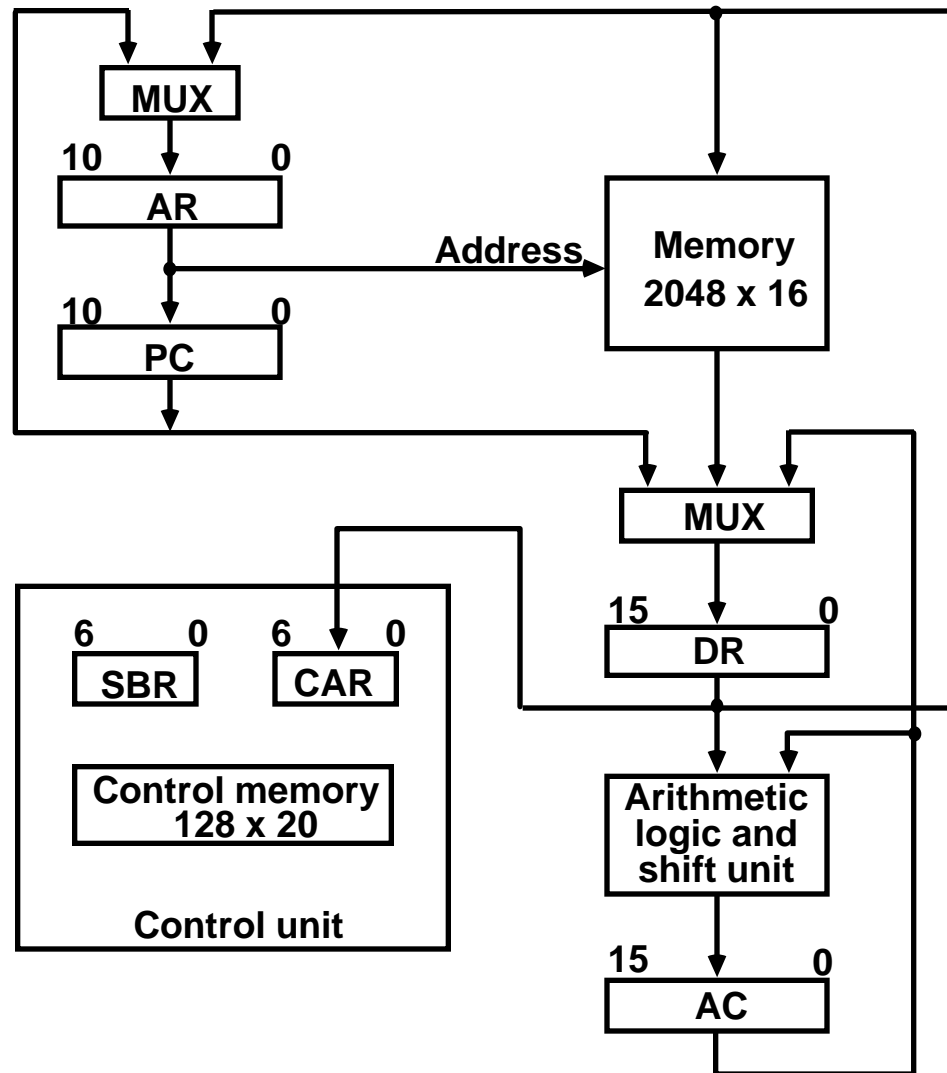 MUX
10 0
AR
Address
Memory
2048 x 16
10 0
PC
MUX
15 0
DR
6 0 6 0
SBR CAR
Control memory
128 x 20
Control unit
Arithmetic
logic and
shift unit
15 0
AC